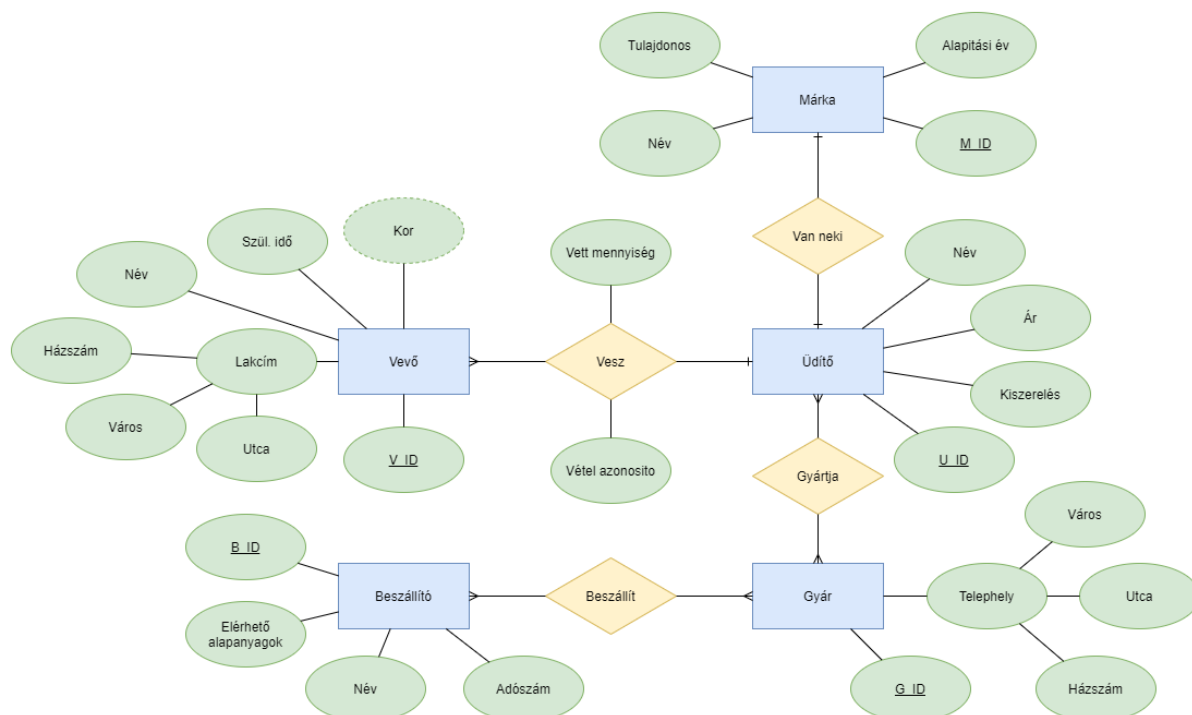 Tulajdonos
Alapitási év
Márka
Név
M_ID
Kor
Szül. idő
Van neki
Vett mennyiség
Név
Név
Ár
Házszám
Lakcím
Vevő
Vesz
Üdítő
Kiszerelés
Város
Utca
V_ID
Vétel azonosito
U_ID
Gyártja
Város
B_ID
Beszállító
Beszállít
Gyár
Telephely
Utca
Elérhető
alapanyagok
Név
Adószám
G_ID
Házszám